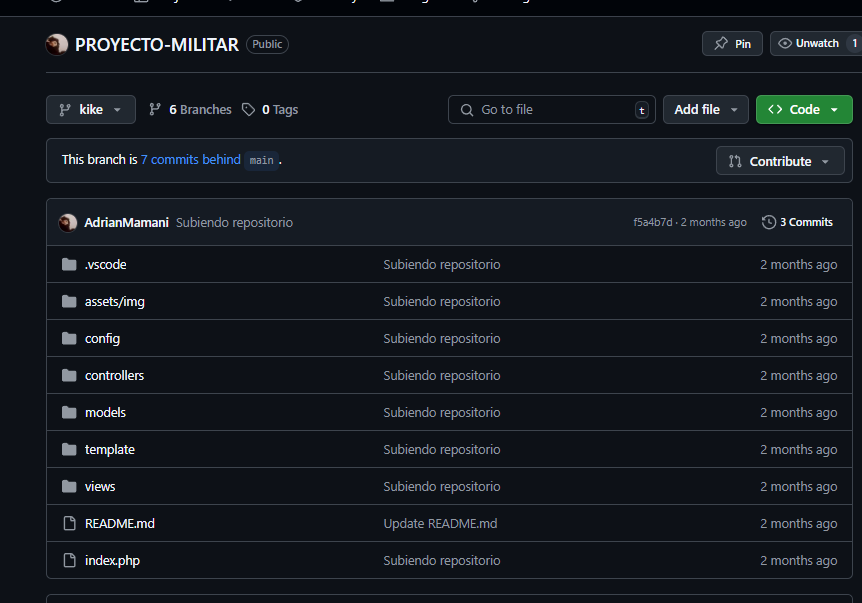 PROYECTO-MILITAR Public Pin Unwatch 1
kike 6 Branches 0 Tags Go to file t Add file <> Code
This branch is 7 commits behind main . Contribute
AdrianMamani Subiendo repositorio f5a4b7d · 2 months ago 3 Commits
.vscode Subiendo repositorio 2 months ago
assets/img Subiendo repositorio 2 months ago
config Subiendo repositorio 2 months ago
controllers Subiendo repositorio 2 months ago
models Subiendo repositorio 2 months ago
template Subiendo repositorio 2 months ago
views Subiendo repositorio 2 months ago
README.md Update README.md 2 months ago
index.php Subiendo repositorio 2 months ago